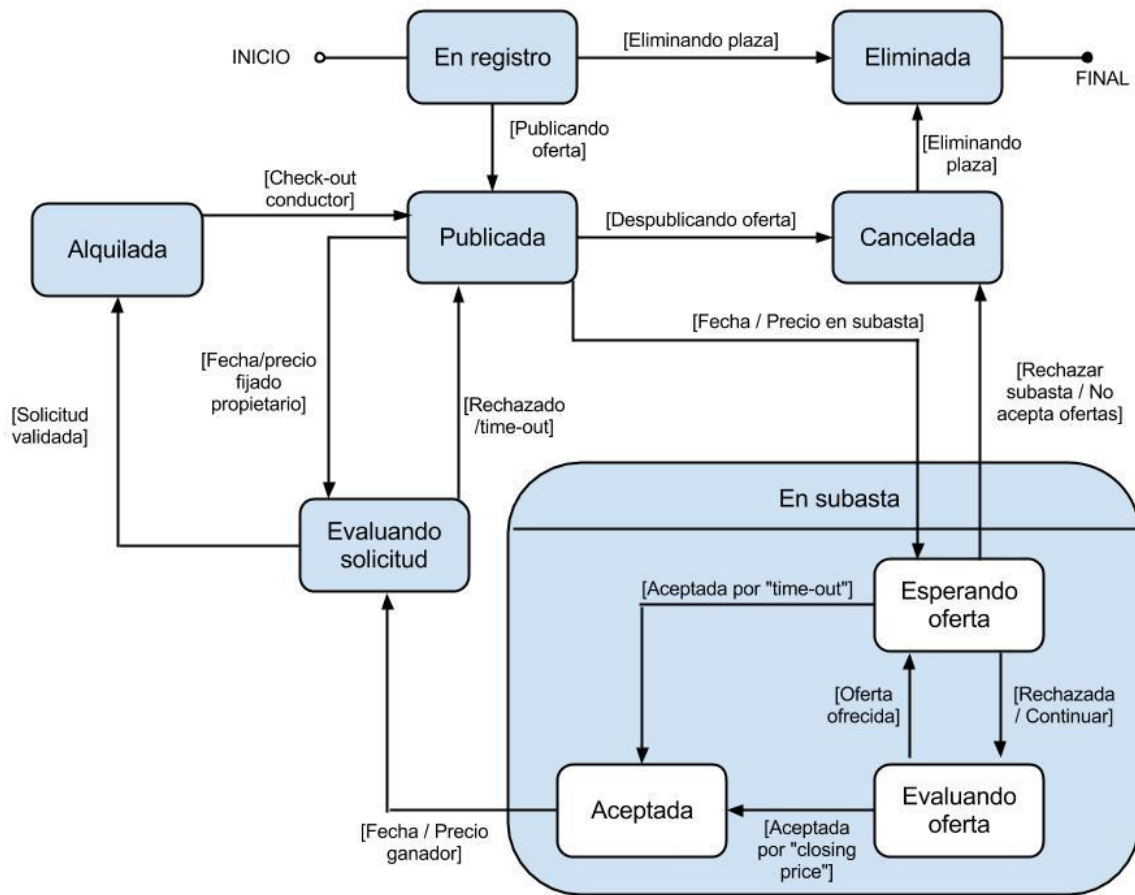 INICIO
En registro
[Eliminando plaza]
Eliminada
FINAL
[Publicando
oferta]
[Eliminando
plaza]
[Check-out
conductor]
Alquilada
Publicada
[Despublicando oferta]
Cancelada
[Fecha / Precio en subasta]
[Fecha/precio
fijado
propietario]
[Rechazado
/time-out]
[Rechazar
subasta / No
acepta ofertas]
[Solicitud
validada]
Evaluando
solicitud
En subasta
[Aceptada por "time-out"]
Esperando
oferta
[Oferta
ofrecida]
[Rechazada
/ Continuar]
Aceptada
Evaluando
oferta
[Fecha / Precio
ganador]
[Aceptada
por "closing
price"]